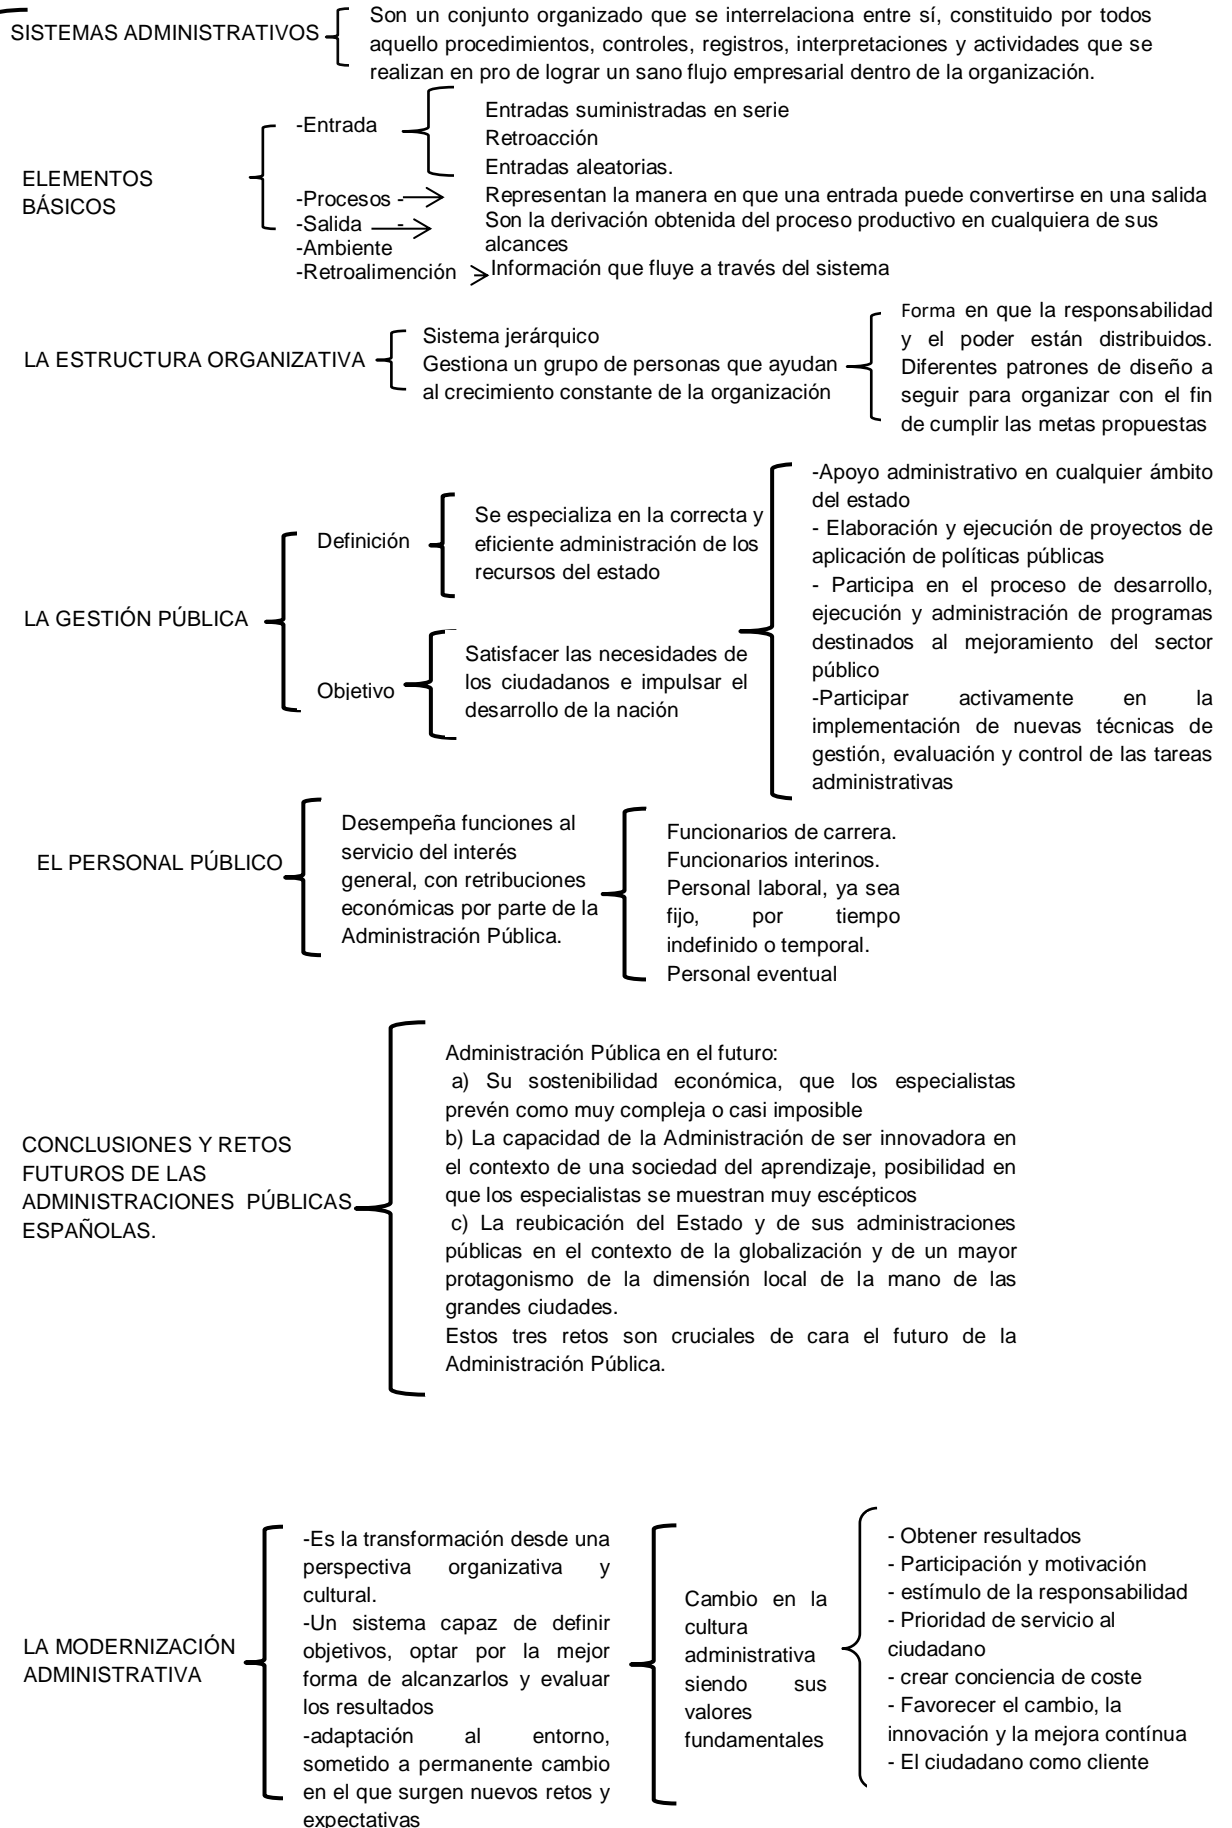 SISTEMAS ADMINISTRATIVOS
Son un conjunto organizado que se interrelaciona entre sí, constituido por todos
aquello procedimientos, controles, registros, interpretaciones y actividades que se
realizan en pro de lograr un sano flujo empresarial dentro de la organización.
ELEMENTOS
BÁSICOS
-Entrada
Entradas suministradas en serie
Retroacción
Entradas aleatorias.
-Procesos -
Representan la manera en que una entrada puede convertirse en una salida
-Salida -
Son la derivación obtenida del proceso productivo en cualquiera de sus
alcances
-Ambiente
-Retroalimención
Información que fluye a través del sistema
LA ESTRUCTURA ORGANIZATIVA
Sistema jerárquico
Gestiona un grupo de personas que ayudan
al crecimiento constante de la organización
Forma en que la responsabilidad
y el poder están distribuidos.
Diferentes patrones de diseño a
seguir para organizar con el fin
de cumplir las metas propuestas
LA GESTIÓN PÚBLICA
Definición
Se especializa en la correcta y
eficiente administración de los
recursos del estado
Objetivo
Satisfacer las necesidades de
los ciudadanos e impulsar el
desarrollo de la nación
-Apoyo administrativo en cualquier ámbito
del estado
- Elaboración y ejecución de proyectos de
aplicación de políticas públicas
- Participa en el proceso de desarrollo,
ejecución y administración de programas
destinados al mejoramiento del sector
público
-Participar activamente en la
implementación de nuevas técnicas de
gestión, evaluación y control de las tareas
administrativas
EL PERSONAL PÚBLICO
Desempeña funciones al
servicio del interés
general, con retribuciones
económicas por parte de la
Administración Pública.
Funcionarios de carrera.
Funcionarios interinos.
Personal laboral, ya sea
fijo, por tiempo
indefinido o temporal.
Personal eventual
CONCLUSIONES Y RETOS
FUTUROS DE LAS
ADMINISTRACIONES PÚBLICAS
ESPAÑOLAS.
Administración Pública en el futuro:
a) Su sostenibilidad económica, que los especialistas
prevén como muy compleja o casi imposible
b) La capacidad de la Administración de ser innovadora en
el contexto de una sociedad del aprendizaje, posibilidad en
que los especialistas se muestran muy escépticos
c) La reubicación del Estado y de sus administraciones
públicas en el contexto de la globalización y de un mayor
protagonismo de la dimensión local de la mano de las
grandes ciudades.
Estos tres retos son cruciales de cara el futuro de la
Administración Pública.
LA MODERNIZACIÓN
ADMINISTRATIVA
-Es la transformación desde una
perspectiva organizativa y
cultural.
-Un sistema capaz de definir
objetivos, optar por la mejor
forma de alcanzarlos y evaluar
los resultados
-adaptación al entorno,
sometido a permanente cambio
en el que surgen nuevos retos y
expectativas
Cambio en la
cultura
administrativa
siendo sus
valores
fundamentales
- Obtener resultados
- Participación y motivación
- estímulo de la responsabilidad
- Prioridad de servicio al
ciudadano
- crear conciencia de coste
- Favorecer el cambio, la
innovación y la mejora contínua
- El ciudadano como cliente